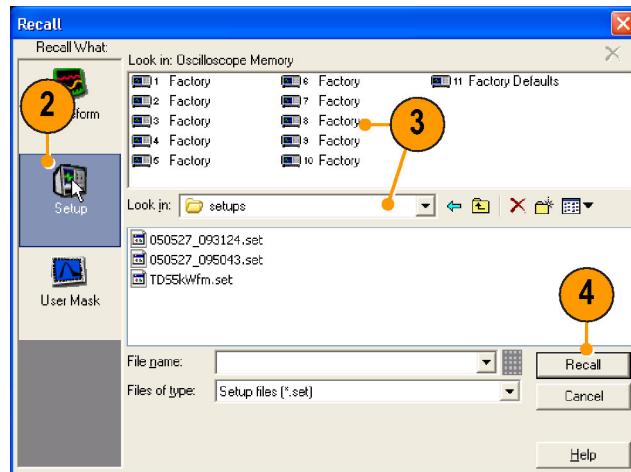 Recall
Recall What:
Look in: Oscilloscope Memory
1 Factory
2 Factory
3 Factory
4 Factory
5 Factory
6 Factory
7 Factory
8 Factory
9 Factory
10 Factory
11 Factory Defaults
2
form
3
Setup
Look in: setups
050527_093124.set
050527_095043.set
TDS5kWfm.set
User Mask
4
File name:
Recall
Files of type: Setup files (*.set)
Cancel
Help